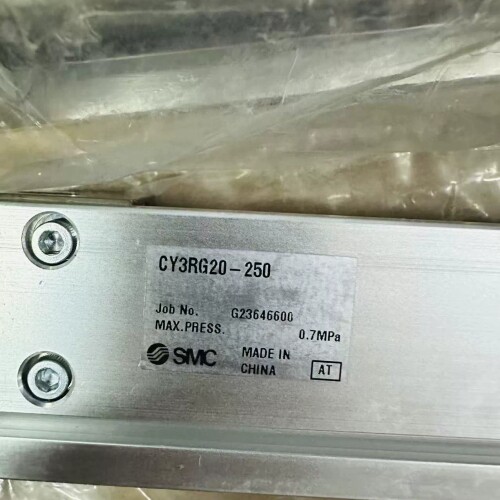 CY3RG20-250
Job No. G23646600
MAX.PRESS. 0.7MPa
SMC MADE IN CHINA AT